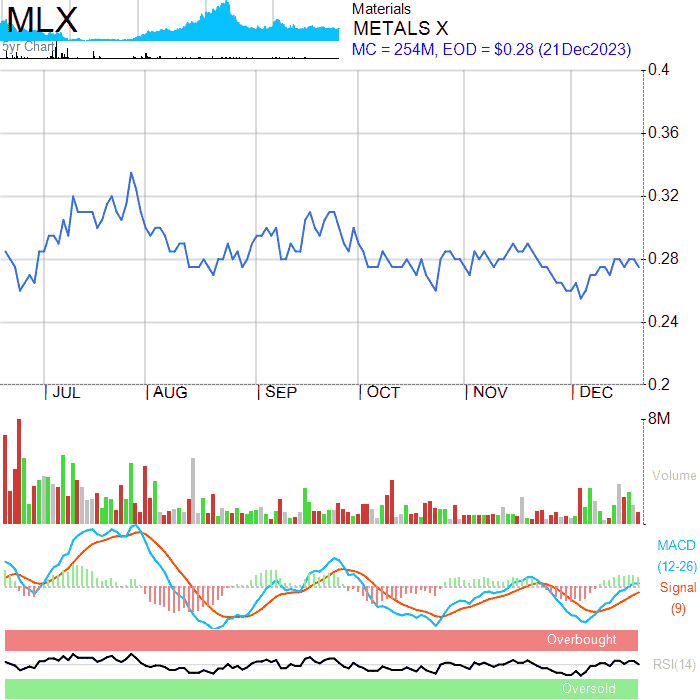 MLX
5yr Chart
Materials
METALS X
MC = 254M, EOD = $0.28 (21Dec2023)
0.4
0.36
0.32
0.28
0.24
0.2
JUL AUG SEP OCT NOV DEC
8M
Volume
MACD
(12-26)
Signal
(9)
Overbought
RSI(14)
Oversold